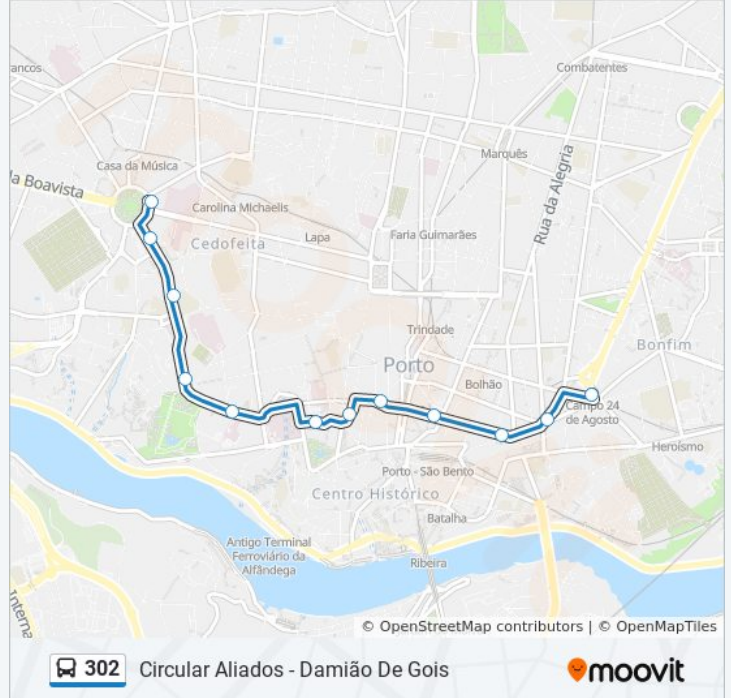 Combatentes
ancos
Marquês
Casa da Música
la Boavista
Rua da Alegria
Carolina Michaelis
Lapa
Faria Guimarães
Cedofeita
Trindade
Bonfim
Porto
Bolhão
Campo 24
de Agosto
Heroísmo
Porto - São Bento
Centro Histórico
Batalha
Antigo Terminal
Ferroviário da
Alfândega
Ribeira
Interna
© OpenStreetMap contributors | © OpenMapTiles
302 Circular Aliados - Damião De Gois
moovit